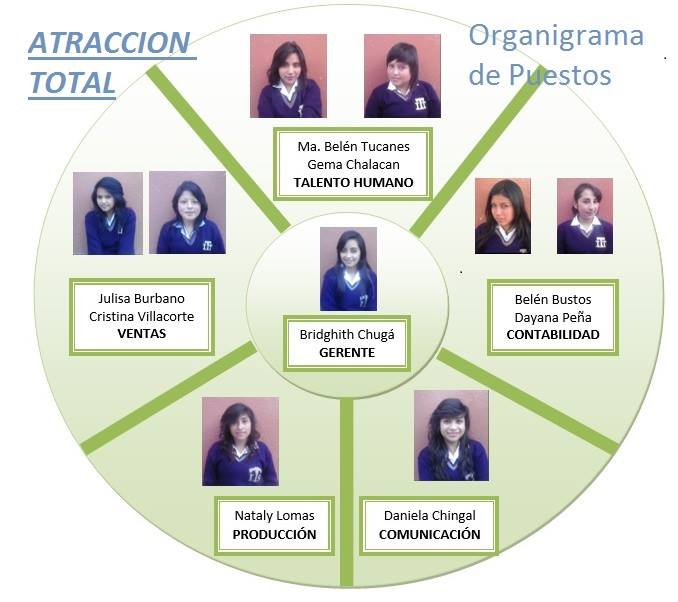 ATRACCION
TOTAL
Organigrama
de Puestos
Ma. Belén Tucanes
Gema Chalacan
TALENTO HUMANO
Julisa Burbano
Cristina Villacorte
VENTAS
Bridghith Chugá
GERENTE
Belén Bustos
Dayana Peña
CONTABILIDAD
Nataly Lomas
PRODUCCIÓN
Daniela Chingal
COMUNICACIÓN